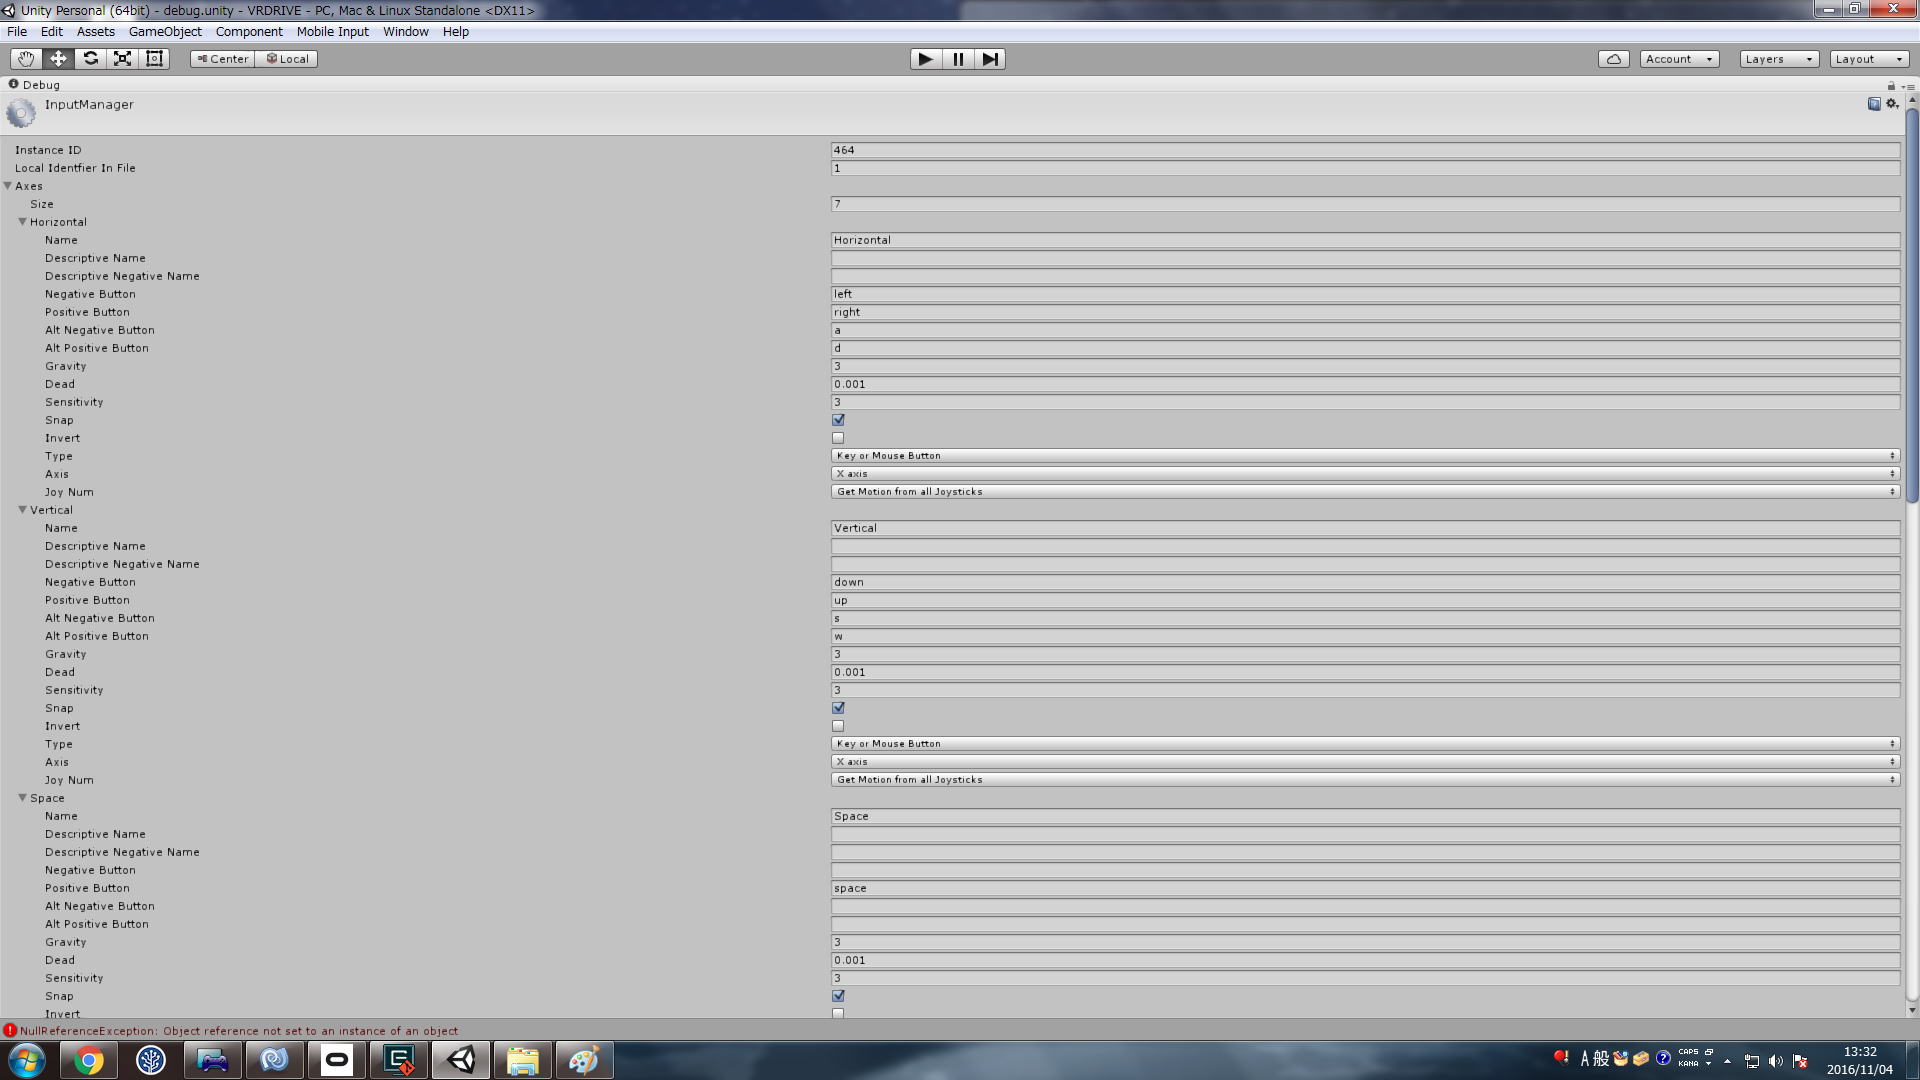 Unity Personal (64bit) - debug.unity - VRDRIVE - PC, Mac & Linux Standalone <DX11>
File Edit Assets GameObject Component Mobile Input Window Help
Center Local Account Layers Layout
Debug
InputManager
Instance ID 464
Local Identfier In File 1
Axes
Size 7
Horizontal
Name Horizontal
Descriptive Name
Descriptive Negative Name
Negative Button left
Positive Button right
Alt Negative Button a
Alt Positive Button d
Gravity 3
Dead 0.001
Sensitivity 3
Snap
Invert
Type Key or Mouse Button
Axis X axis
Joy Num Get Motion from all Joysticks
Vertical
Name Vertical
Descriptive Name
Descriptive Negative Name
Negative Button down
Positive Button up
Alt Negative Button s
Alt Positive Button w
Gravity 3
Dead 0.001
Sensitivity 3
Snap
Invert
Type Key or Mouse Button
Axis X axis
Joy Num Get Motion from all Joysticks
Space
Name Space
Descriptive Name
Descriptive Negative Name
Negative Button
Positive Button space
Alt Negative Button
Alt Positive Button
Gravity 3
Dead 0.001
Sensitivity 3
Snap
Invert
NullReferenceException: Object reference not set to an instance of an object
A 般 CAPS
KANA
13:32
2016/11/04